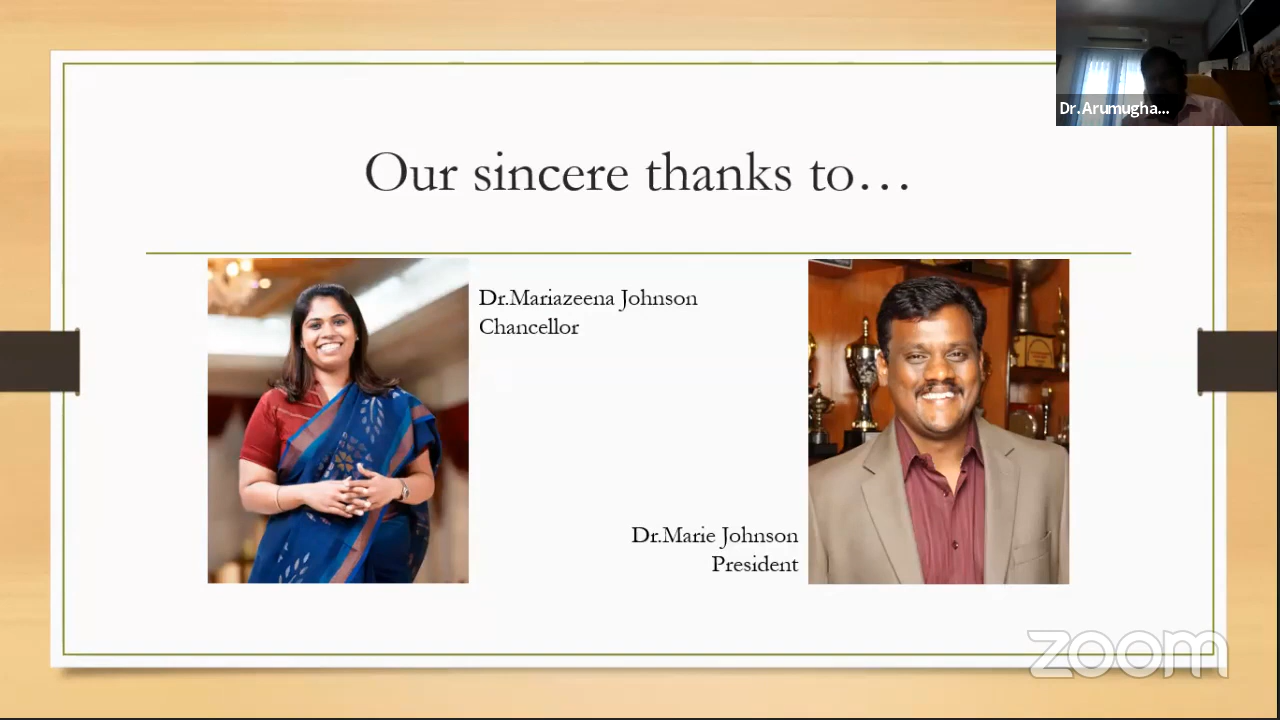 Dr.Arumugha...
Our sincere thanks to...
Dr.Mariazeena Johnson
Chancellor
Dr.Marie Johnson
President
zoom